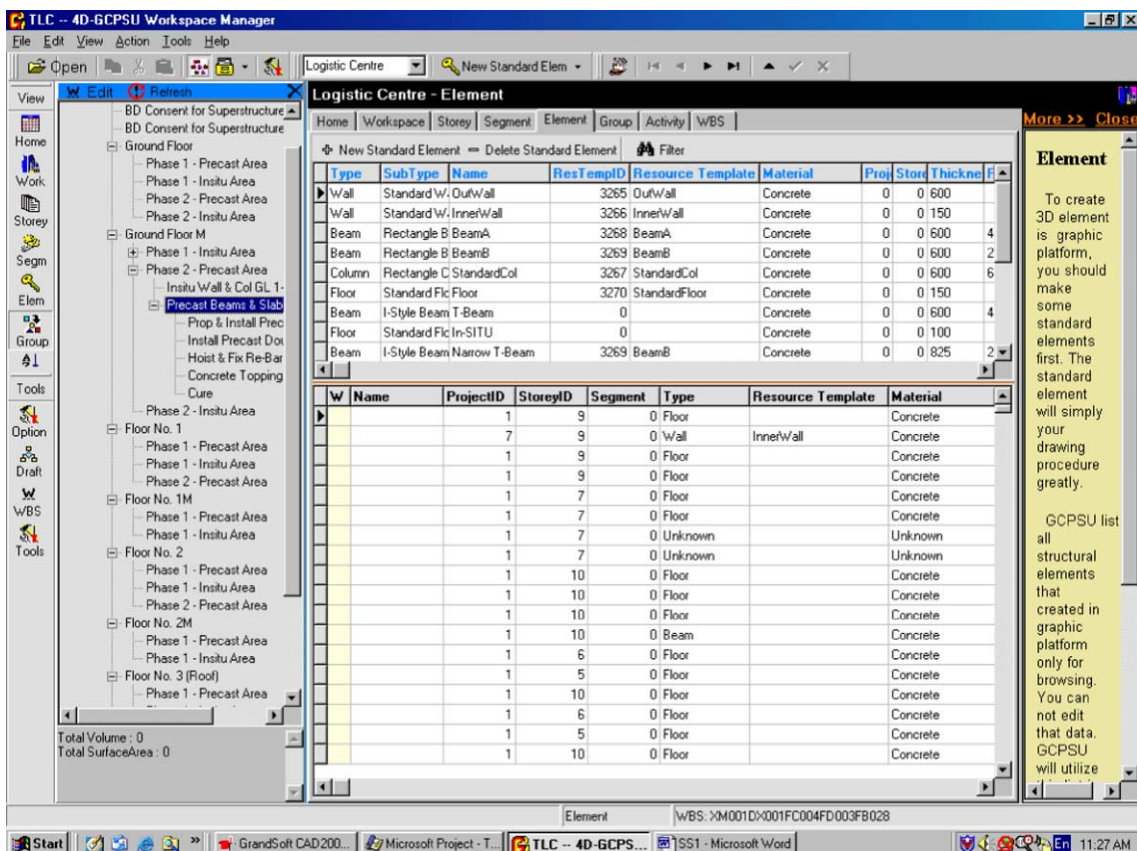 TLC -- 4D-GCPSU Workspace Manager
File Edit View Action Tools Help
Open Logistic Centre New Standard Elem
View
Home
Work
Storey
Segm
Elem
Group
Tools
Option
Draft
WBS
Tools
Edit Refresh
BD Consent for Superstructure
BD Consent for Superstructure
Ground Floor
Phase 1 - Precast Area
Phase 1 - Insitu Area
Phase 2 - Precast Area
Phase 2 - Insitu Area
Ground Floor M
Phase 1 - Insitu Area
Phase 2 - Precast Area
Insitu Wall & Col GL 1-
Precast Beams & Slab
Prop & Install Prec
Install Precast Dou
Hoist & Fix Re-Bar
Concrete Topping
Cure
Phase 2 - Insitu Area
Floor No. 1
Phase 1 - Precast Area
Phase 1 - Insitu Area
Phase 2 - Precast Area
Floor No. 1M
Phase 1 - Precast Area
Phase 1 - Insitu Area
Floor No. 2
Phase 1 - Precast Area
Phase 1 - Insitu Area
Phase 2 - Precast Area
Floor No. 2M
Phase 1 - Precast Area
Phase 1 - Insitu Area
Floor No. 3 (Roof)
Phase 1 - Precast Area
Total Volume : 0
Total SurfaceArea : 0
Logistic Centre - Element
Home Workspace Storey Segment Element Group Activity WBS
New Standard Element Delete Standard Element Filter
Type SubType Name ResTempID Resource Template Material Proj Store Thickne F
Wall Standard W OutWall 3265 OutWall Concrete 0 0 600
Wall Standard W InnerWall 3266 InnerWall Concrete 0 0 150
Beam Rectangle B BeamA 3268 BeamA Concrete 0 0 600 4
Beam Rectangle B BeamB 3269 BeamB Concrete 0 0 600 2
Column Rectangle C StandardCol 3267 StandardCol Concrete 0 0 600 6
Floor Standard Flo Floor 3270 StandardFloor Concrete 0 0 150
Beam I-Style Beam T-Beam 0 Concrete 0 0 600 4
Floor Standard Flo In-SITU 0 Concrete 0 0 100
Beam I-Style Beam Narrow T-Beam 3269 BeamB Concrete 0 0 825 2
W Name ProjectID StoreyID Segment Type Resource Template Material
1 9 0 Floor Concrete
7 9 0 Wall InnerWall Concrete
1 9 0 Floor Concrete
1 9 0 Floor Concrete
1 7 0 Floor Concrete
1 7 0 Floor Concrete
1 7 0 Unknown Unknown
1 7 0 Unknown Unknown
1 10 0 Floor Concrete
1 10 0 Floor Concrete
1 10 0 Floor Concrete
1 10 0 Beam Concrete
1 6 0 Floor Concrete
1 5 0 Floor Concrete
1 10 0 Floor Concrete
1 6 0 Floor Concrete
1 5 0 Floor Concrete
1 10 0 Floor Concrete
More >> Close
Element
To create
3D element
is graphic
platform,
you should
make
some
standard
elements
first. The
standard
element
will simply
your
drawing
procedure
greatly.
GCPSU list
all
structural
elements
that
created in
graphic
platform
only for
browsing.
You can
not edit
that data.
GCPSU
will utilize
Element WBS: XM001DX001FC004FD003FB028
Start GrandSoft CAD200... Microsoft Project - T... TLC -- 4D-GCPS... SS1 - Microsoft Word En 11:27 AM